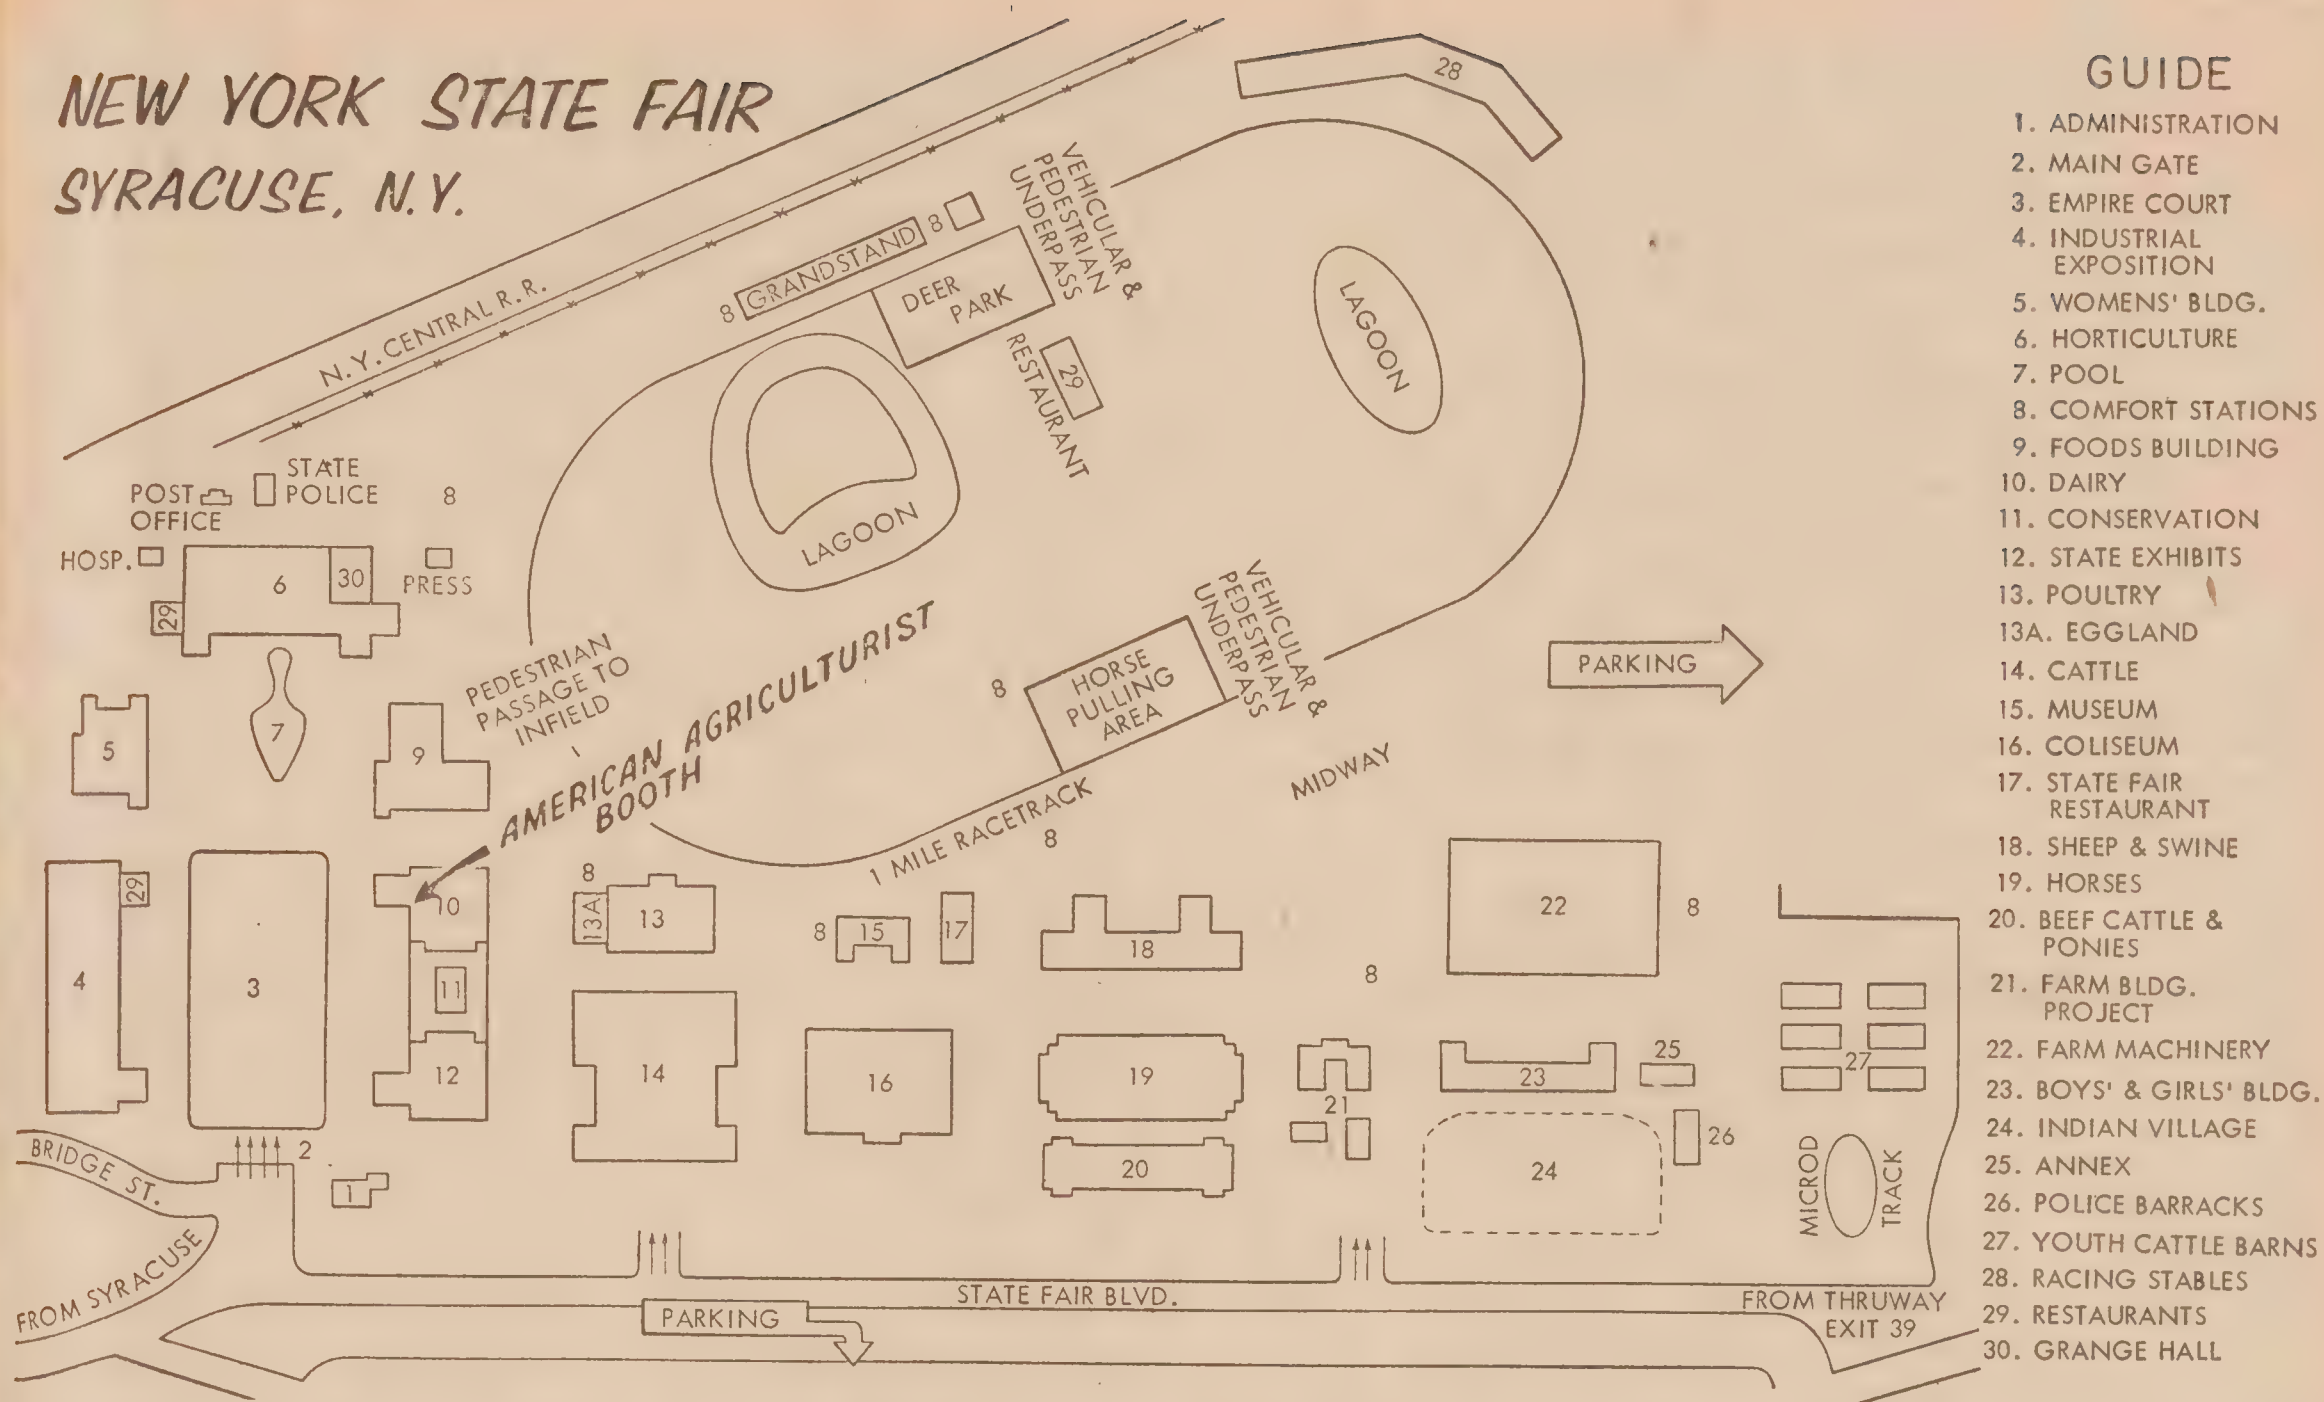 NEW YORK STATE FAIR
SYRACUSE, N.Y.
N.Y. CENTRAL R.R.
28
VEHICULAR &
PEDESTRIAN
UNDERPASS
8
GRANDSTAND
8
DEER
PARK
LAGOON
29
RESTAURANT
LAGOON
POST
OFFICE
STATE
POLICE
8
HOSP.
6
30
29
PRESS
PEDESTRIAN
PASSAGE TO
INFIELD
AMERICAN AGRICULTURIST
BOOTH
8
HORSE
PULLING
AREA
VEHICULAR &
PEDESTRIAN
UNDERPASS
PARKING
MIDWAY
1 MILE RACETRACK
8
5
7
9
4
29
3
10
11
12
8
13A
13
8
15
17
18
22
8
8
14
16
19
20
21
23
25
24
26
27
MICROD
TRACK
2
1
BRIDGE ST.
FROM SYRACUSE
STATE FAIR BLVD.
PARKING
FROM THRUWAY
EXIT 39
GUIDE
1. ADMINISTRATION
2. MAIN GATE
3. EMPIRE COURT
4. INDUSTRIAL
EXPOSITION
5. WOMENS' BLDG.
6. HORTICULTURE
7. POOL
8. COMFORT STATIONS
9. FOODS BUILDING
10. DAIRY
11. CONSERVATION
12. STATE EXHIBITS
13. POULTRY
13A. EGGLAND
14. CATTLE
15. MUSEUM
16. COLISEUM
17. STATE FAIR
RESTAURANT
18. SHEEP & SWINE
19. HORSES
20. BEEF CATTLE &
PONIES
21. FARM BLDG.
PROJECT
22. FARM MACHINERY
23. BOYS' & GIRLS' BLDG.
24. INDIAN VILLAGE
25. ANNEX
26. POLICE BARRACKS
27. YOUTH CATTLE BARNS
28. RACING STABLES
29. RESTAURANTS
30. GRANGE HALL